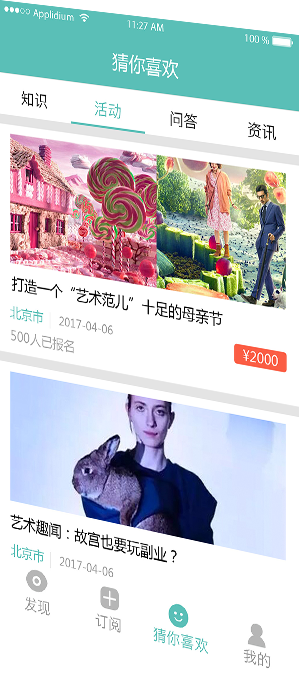 Applidium
11:27 AM
100 %
猜你喜欢
知识
活动
问答
资讯
打造一个“艺术范儿”十足的母亲节
北京市
2017-04-06
500人已报名
¥2000
艺术趣闻：故宫也要玩副业？
北京市
2017-04-06
发现
订阅
猜你喜欢
我的